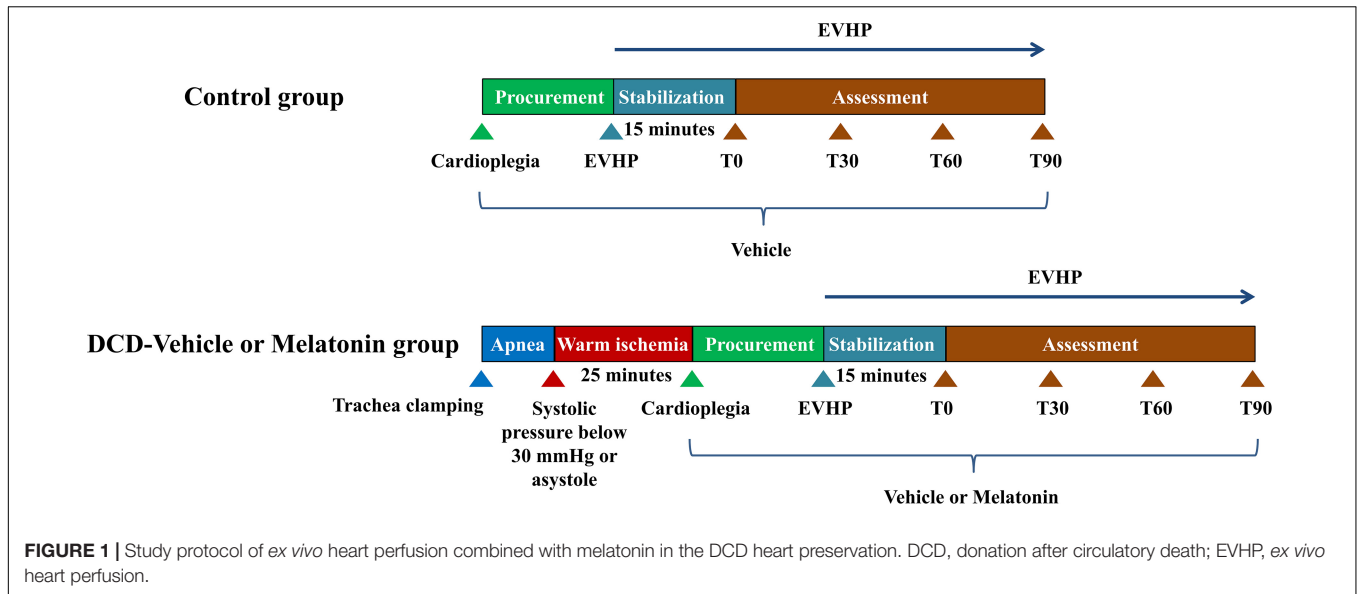 EVHP
Control group
Procurement Stabilization Assessment
15 minutes
Cardioplegia EVHP T0 T30 T60 T90
Vehicle
EVHP
DCD-Vehicle or Melatonin group
Apnea Warm ischemia Procurement Stabilization Assessment
25 minutes 15 minutes
Trachea clamping Systolic Cardioplegia EVHP T0 T30 T60 T90
pressure below
30 mmHg or
asystole
Vehicle or Melatonin
FIGURE 1 | Study protocol of ex vivo heart perfusion combined with melatonin in the DCD heart preservation. DCD, donation after circulatory death; EVHP, ex vivo
heart perfusion.